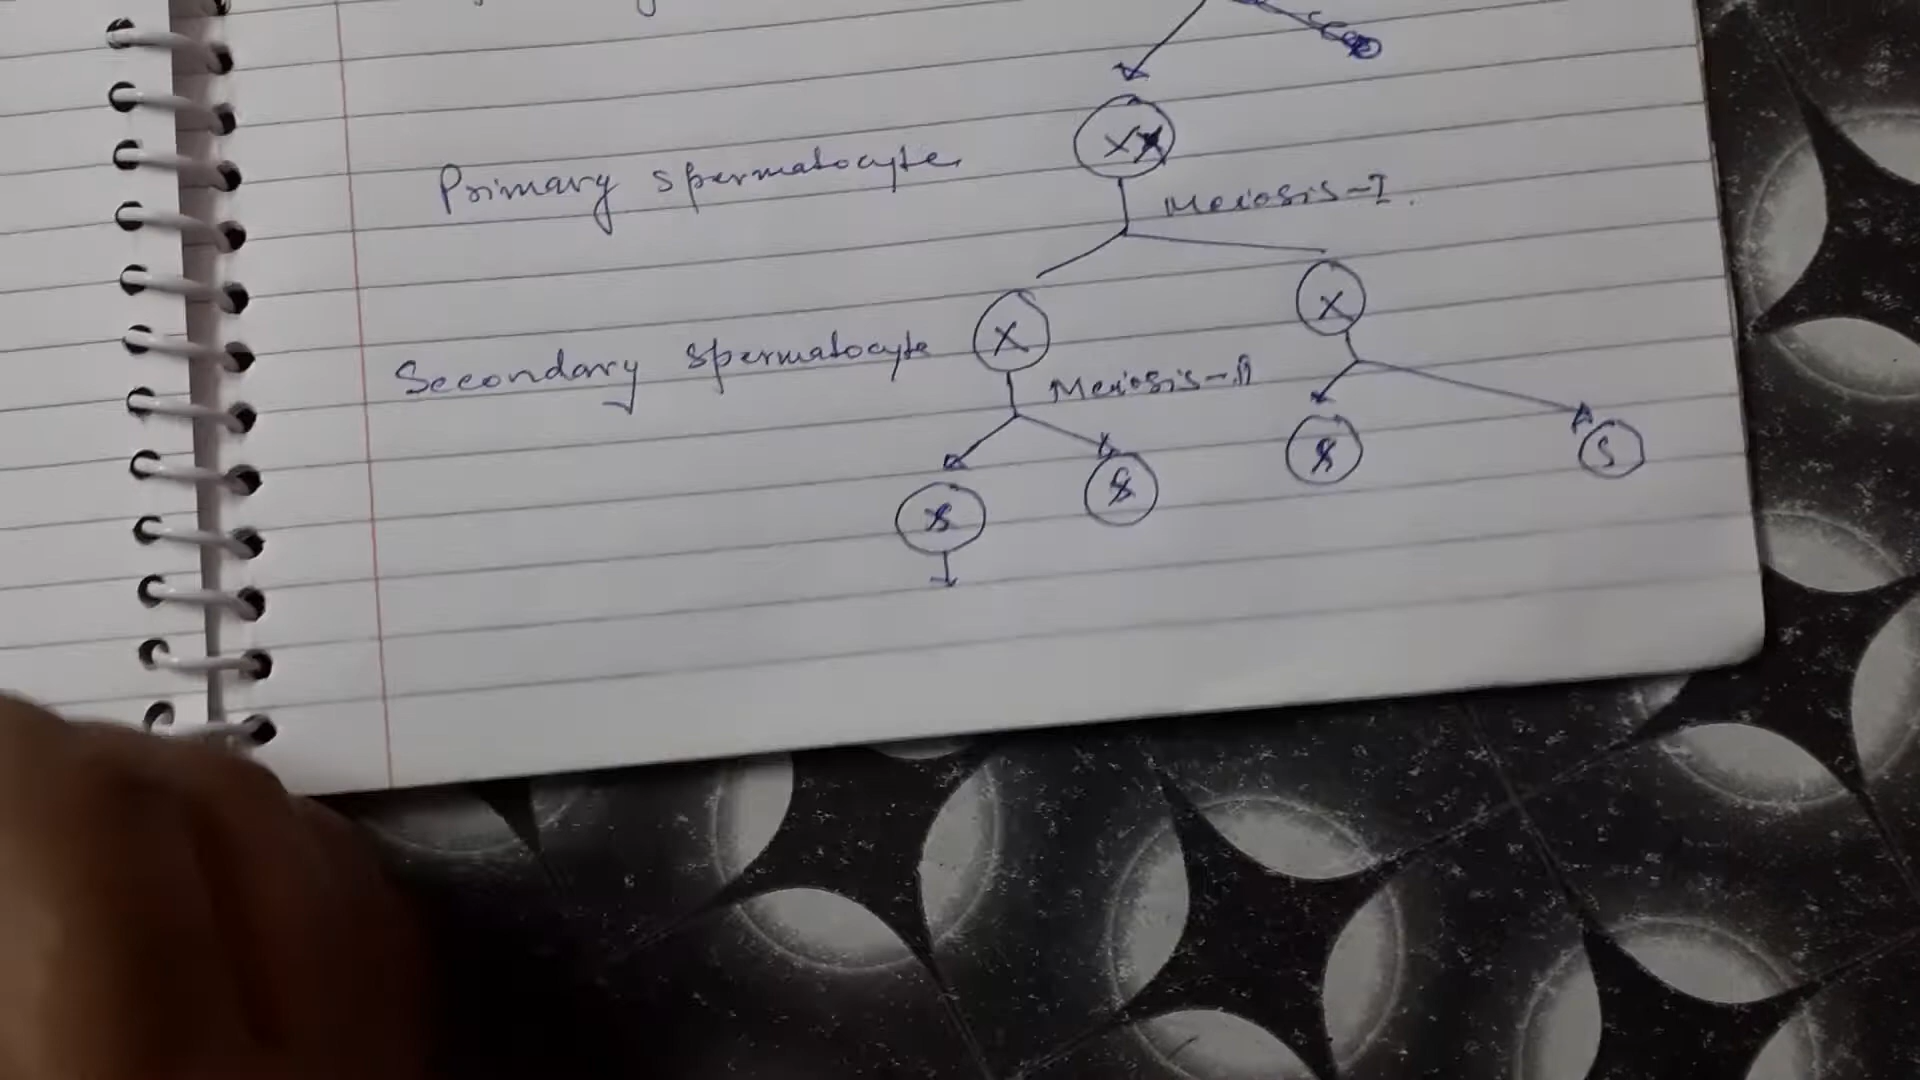 Primary spermatocyte
XX
Meiosis-I.
Secondary spermatocyte
X
X
Meiosis-II
S